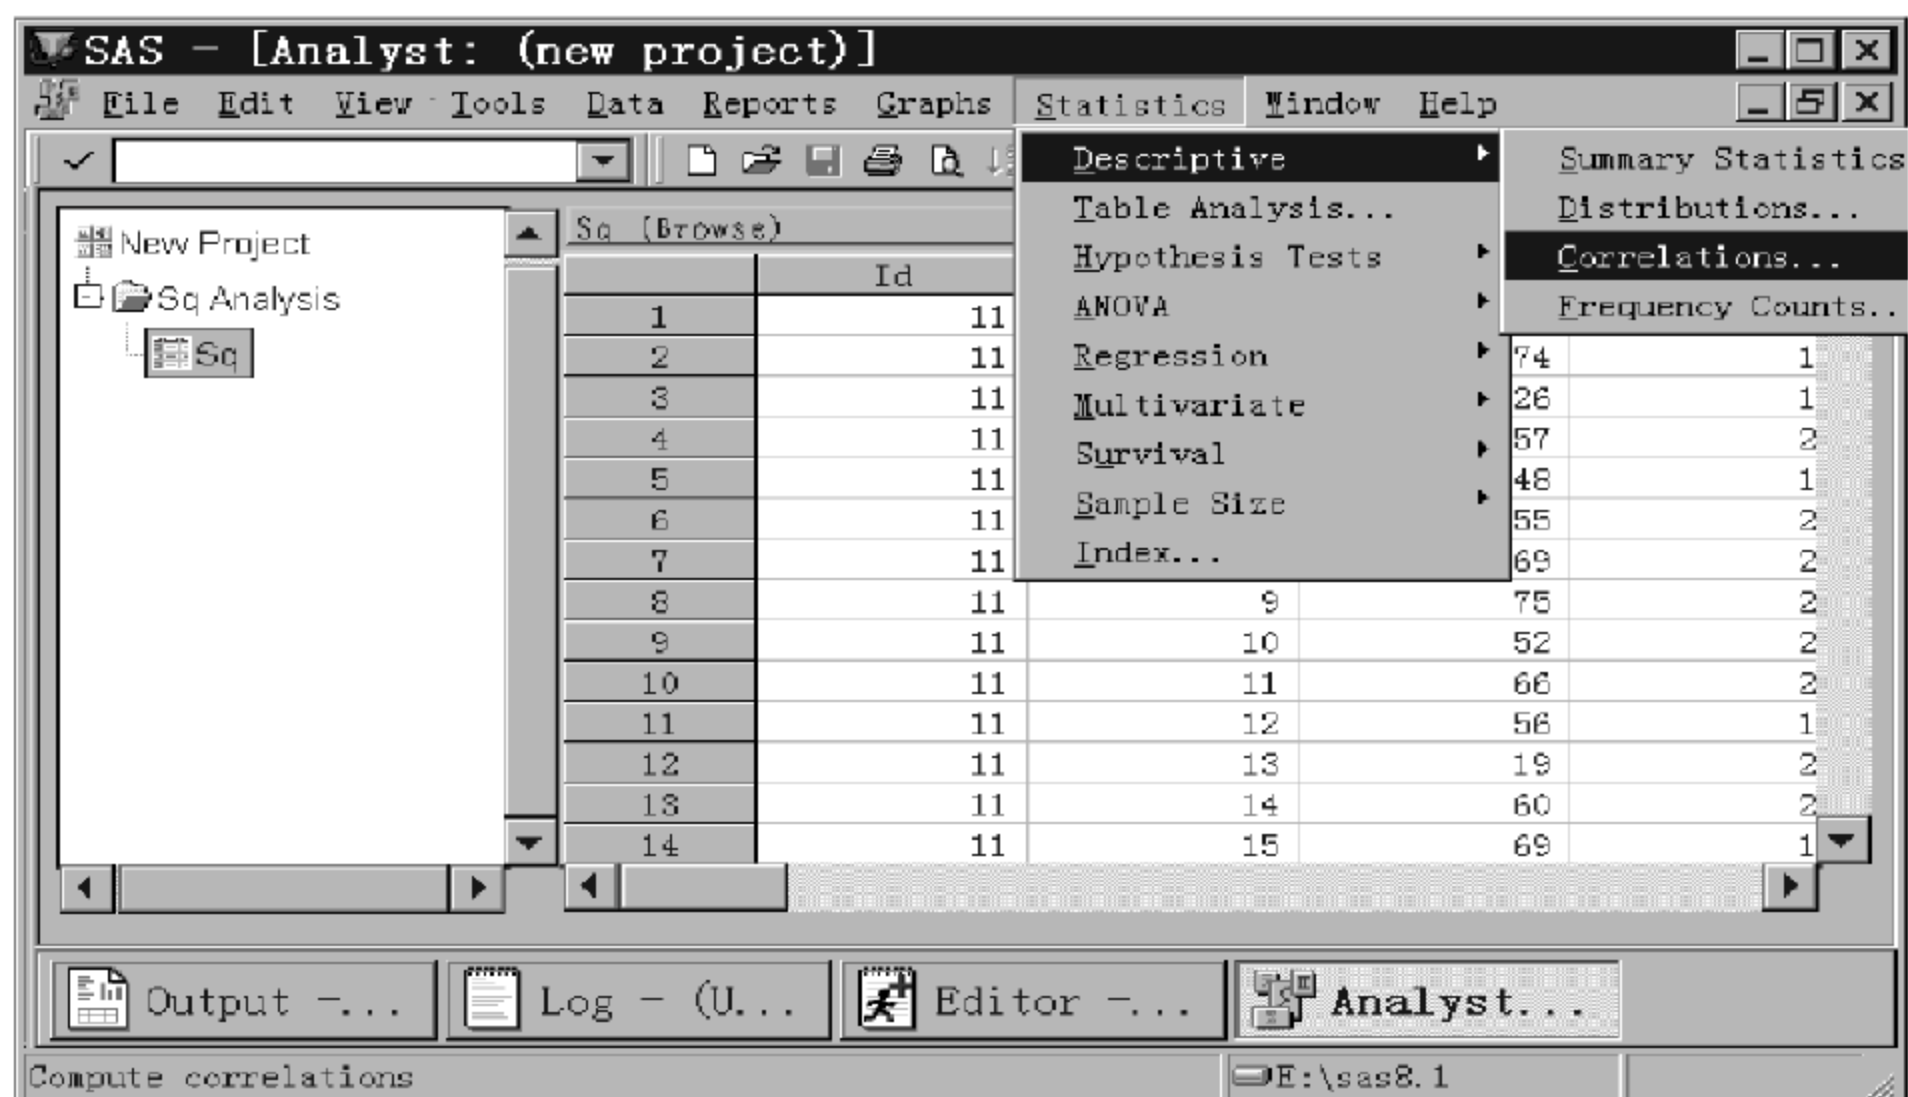 SAS - [Analyst: (new project)]
File Edit View Tools Data Reports Graphs Statistics Window Help
Descriptive
Table Analysis...
Hypothesis Tests
ANOVA
Regression
Multivariate
Survival
Sample Size
Index...
Summary Statistics
Distributions...
Correlations...
Frequency Counts..
New Project
Sq Analysis
Sq
Sq (Browse)
Id
1 11
2 11 74 1
3 11 26 1
4 11 57 2
5 11 48 1
6 11 55 2
7 11 69 2
8 11 9 75 2
9 11 10 52 2
10 11 11 66 2
11 11 12 56 1
12 11 13 19 2
13 11 14 60 2
14 11 15 69 1
Output -... Log - (U... Editor -... Analyst...
Compute correlations E:\sas8.1